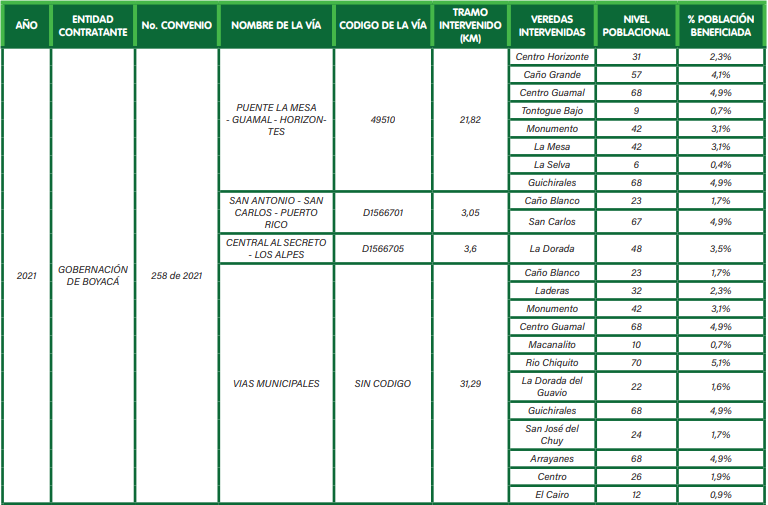 AÑO
ENTIDAD
CONTRATANTE
No. CONVENIO
NOMBRE DE LA VÍA
CODIGO DE LA VÍA
TRAMO
INTERVENIDO
(KM)
VEREDAS
INTERVENIDAS
NIVEL
POBLACIONAL
% POBLACIÓN
BENEFICIADA
2021
GOBERNACIÓN
DE BOYACÁ
258 de 2021
PUENTE LA MESA
- GUAMAL - HORIZON-
TES
49510
21,82
Centro Horizonte 31 2,3%
Caño Grande 57 4,1%
Centro Guamal 68 4,9%
Tontogue Bajo 9 0,7%
Monumento 42 3,1%
La Mesa 42 3,1%
La Selva 6 0,4%
Guichirales 68 4,9%
SAN ANTONIO - SAN
CARLOS - PUERTO
RICO
D1566701
3,05
Caño Blanco 23 1,7%
San Carlos 67 4,9%
CENTRAL AL SECRETO
- LOS ALPES
D1566705
3,6
La Dorada 48 3,5%
VIAS MUNICIPALES
SIN CODIGO
31,29
Caño Blanco 23 1,7%
Laderas 32 2,3%
Monumento 42 3,1%
Centro Guamal 68 4,9%
Macanalito 10 0,7%
Rio Chiquito 70 5,1%
La Dorada del
Guavio
22 1,6%
Guichirales 68 4,9%
San José del
Chuy
24 1,7%
Arrayanes 68 4,9%
Centro 26 1,9%
El Cairo 12 0,9%